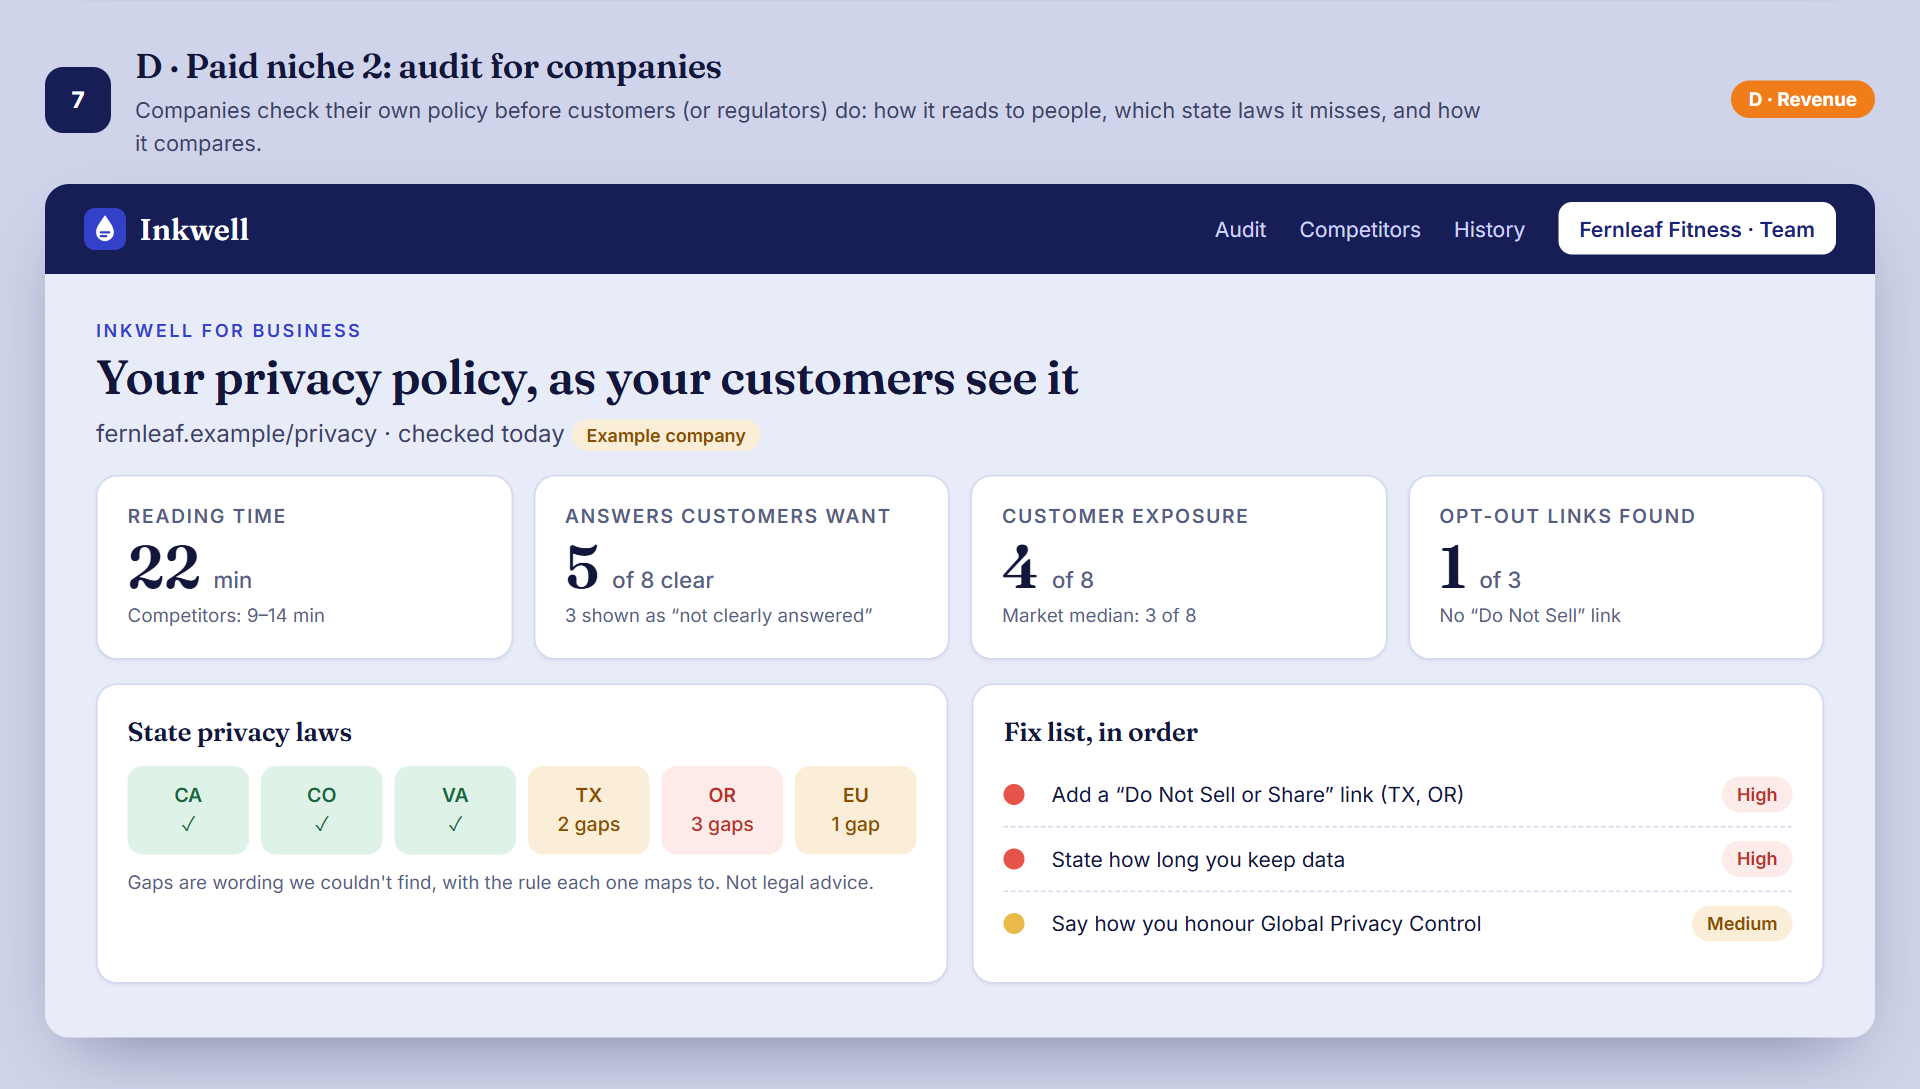 7
D · Paid niche 2: audit for companies
Companies check their own policy before customers (or regulators) do: how it reads to people, which state laws it misses, and how
it compares.
D · Revenue
Inkwell
Audit Competitors History Fernleaf Fitness · Team
INKWELL FOR BUSINESS
Your privacy policy, as your customers see it
fernleaf.example/privacy · checked today Example company
READING TIME
22 min
Competitors: 9–14 min
ANSWERS CUSTOMERS WANT
5 of 8 clear
3 shown as “not clearly answered”
CUSTOMER EXPOSURE
4 of 8
Market median: 3 of 8
OPT-OUT LINKS FOUND
1 of 3
No “Do Not Sell” link
State privacy laws
CA CO VA TX OR EU
✓ ✓ ✓ 2 gaps 3 gaps 1 gap
Gaps are wording we couldn't find, with the rule each one maps to. Not legal advice.
Fix list, in order
Add a “Do Not Sell or Share” link (TX, OR) High
State how long you keep data High
Say how you honour Global Privacy Control Medium